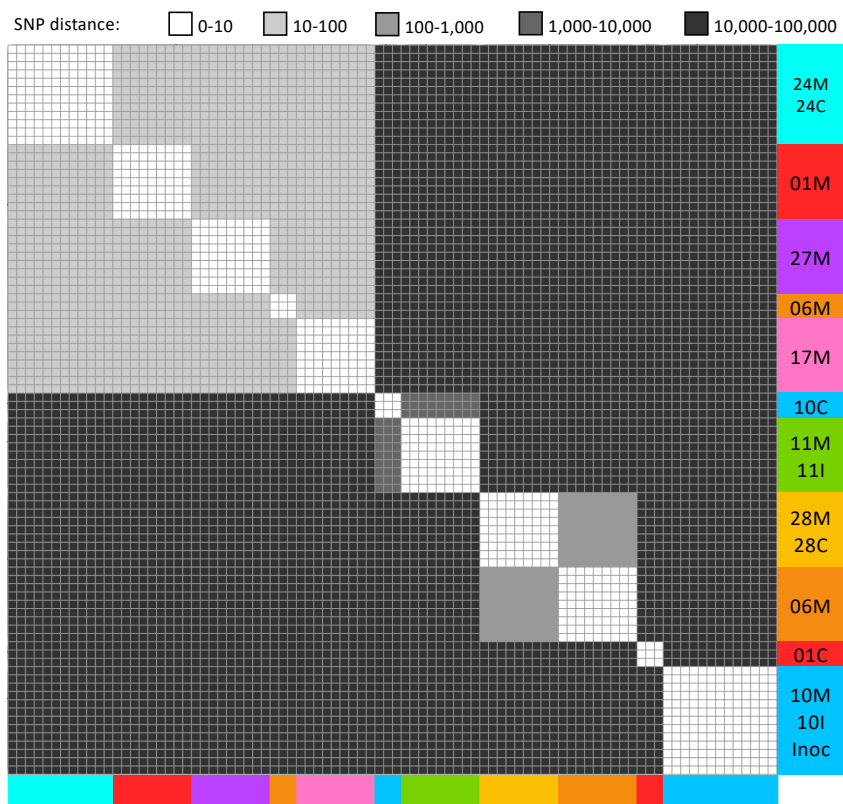 SNP distance: 0-10 10-100 100-1,000 1,000-10,000 10,000-100,000
24M
24C
01M
27M
06M
17M
10C
11M
11I
28M
28C
06M
01C
10M
10I
Inoc